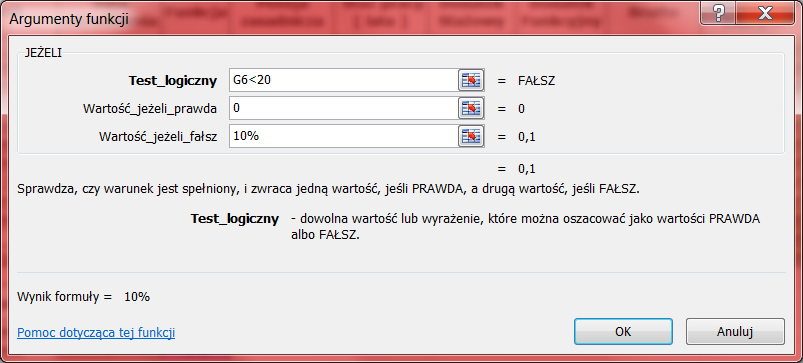 Argumenty funkcji
JEŻELI
Test_logiczny G6<20 = FAŁSZ
Wartość_jeżeli_prawda 0 = 0
Wartość_jeżeli_fałsz 10% = 0,1
= 0,1
Sprawdza, czy warunek jest spełniony, i zwraca jedną wartość, jeśli PRAWDA, a drugą wartość, jeśli FAŁSZ.
Test_logiczny - dowolna wartość lub wyrażenie, które można oszacować jako wartości PRAWDA
albo FAŁSZ.
Wynik formuły = 10%
Pomoc dotycząca tej funkcji OK Anuluj